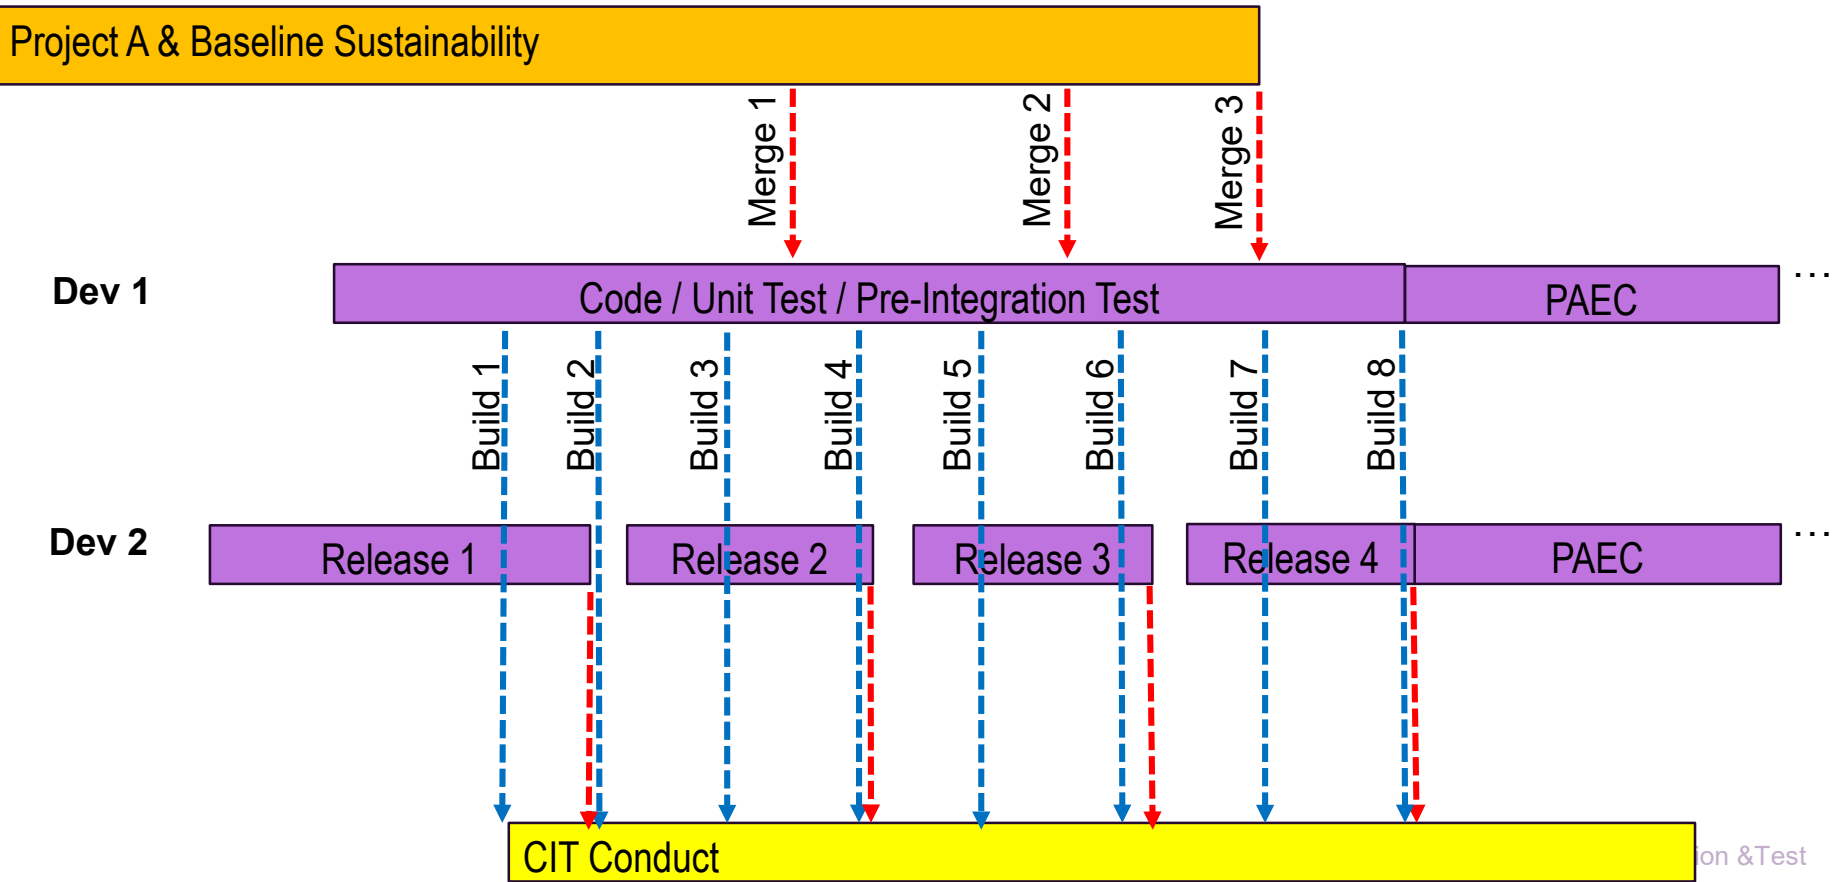 Project A & Baseline Sustainability
Merge 1
Merge 2
Merge 3
Dev 1
Code / Unit Test / Pre-Integration Test
PAEC
...
Build 1
Build 2
Build 3
Build 4
Build 5
Build 6
Build 7
Build 8
Dev 2
Release 1
Release 2
Release 3
Release 4
PAEC
...
CIT Conduct
&Test